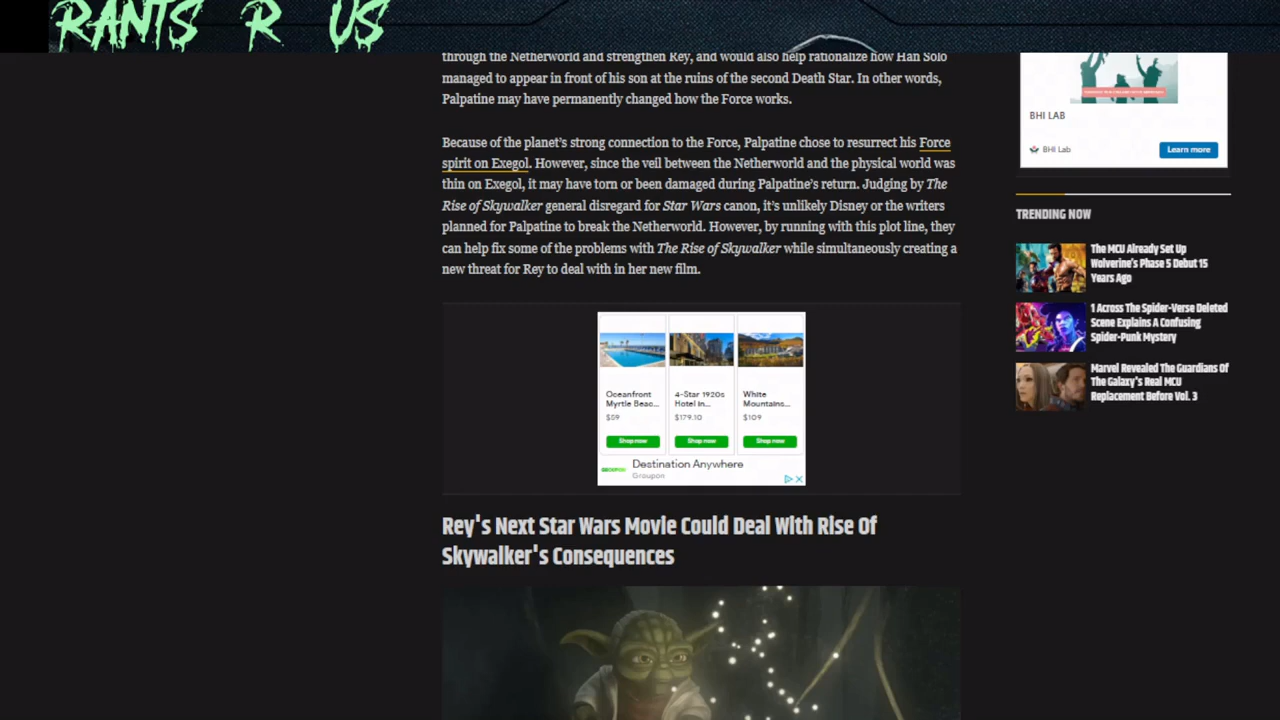 RANTS R US
through the Netherworld and strengthen Rey, and would also help rationalize how Han Solo
managed to appear in front of his son at the ruins of the second Death Star. In other words,
Palpatine may have permanently changed how the Force works.
Because of the planet's strong connection to the Force, Palpatine chose to resurrect his Force
spirit on Exegol. However, since the veil between the Netherworld and the physical world was
thin on Exegol, it may have torn or been damaged during Palpatine's return. Judging by The
Rise of Skywalker general disregard for Star Wars canon, it's unlikely Disney or the writers
planned for Palpatine to break the Netherworld. However, by running with this plot line, they
can help fix some of the problems with The Rise of Skywalker while simultaneously creating a
new threat for Rey to deal with in her new film.
Oceanfront
Myrtle Beac...
$59
Shop now
4-Star 1920s
Hotel in...
$179.10
Shop now
White
Mountains...
$109
Shop now
GROUPON
Destination Anywhere
Groupon
Rey's Next Star Wars Movie Could Deal With Rise Of
Skywalker's Consequences
BHI LAB
BHI Lab
Learn more
TRENDING NOW
The MCU Already Set Up
Wolverine's Phase 5 Debut 15
Years Ago
1 Across The Spider-Verse Deleted
Scene Explains A Confusing
Spider-Punk Mystery
Marvel Revealed The Guardians Of
The Galaxy's Real MCU
Replacement Before Vol. 3